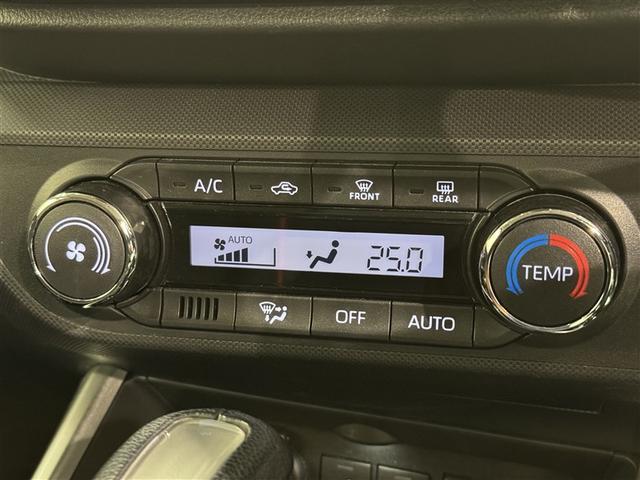 A/C
FRONT
REAR
AUTO
25.0
TEMP
OFF
AUTO